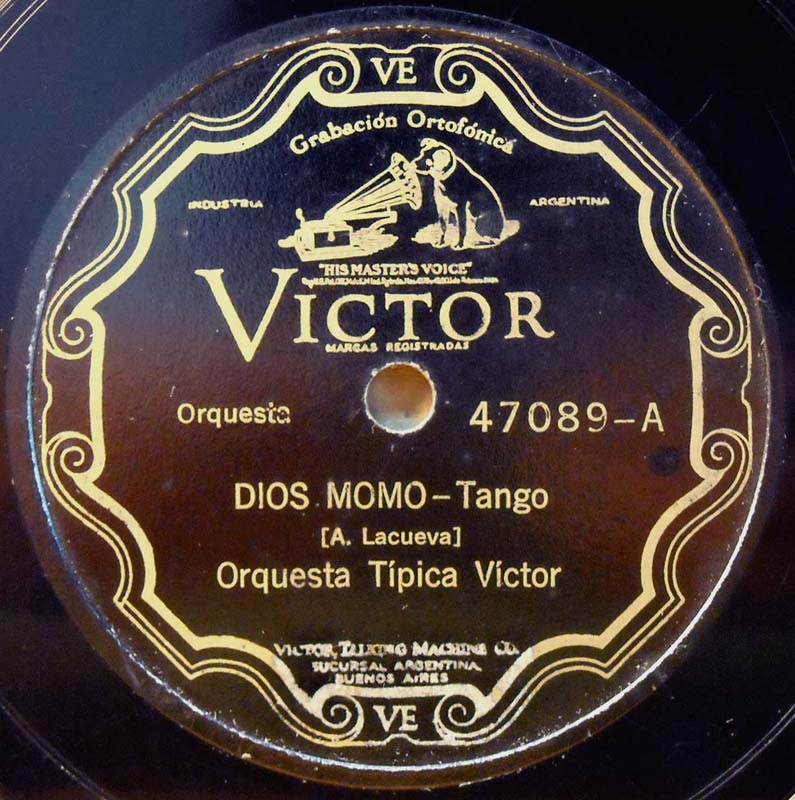 VE
Grabación Ortofónica
INDUSTRIA ARGENTINA
"HIS MASTER'S VOICE"
VICTOR
MARCAS REGISTRADAS
Orquesta 47089-A
DIOS MOMO - Tango
[A. Lacueva]
Orquesta Típica Víctor
VICTOR TALKING MACHINE CO.
SUCURSAL ARGENTINA
BUENOS AIRES
VE